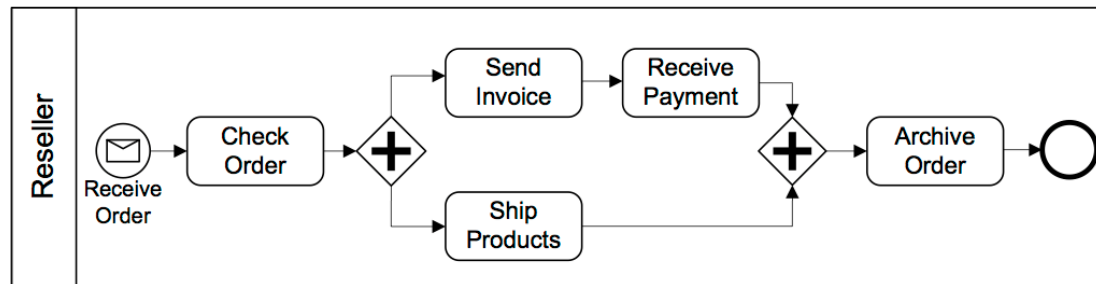 Reseller
Receive
Order
Check
Order
Send
Invoice
Receive
Payment
Ship
Products
Archive
Order